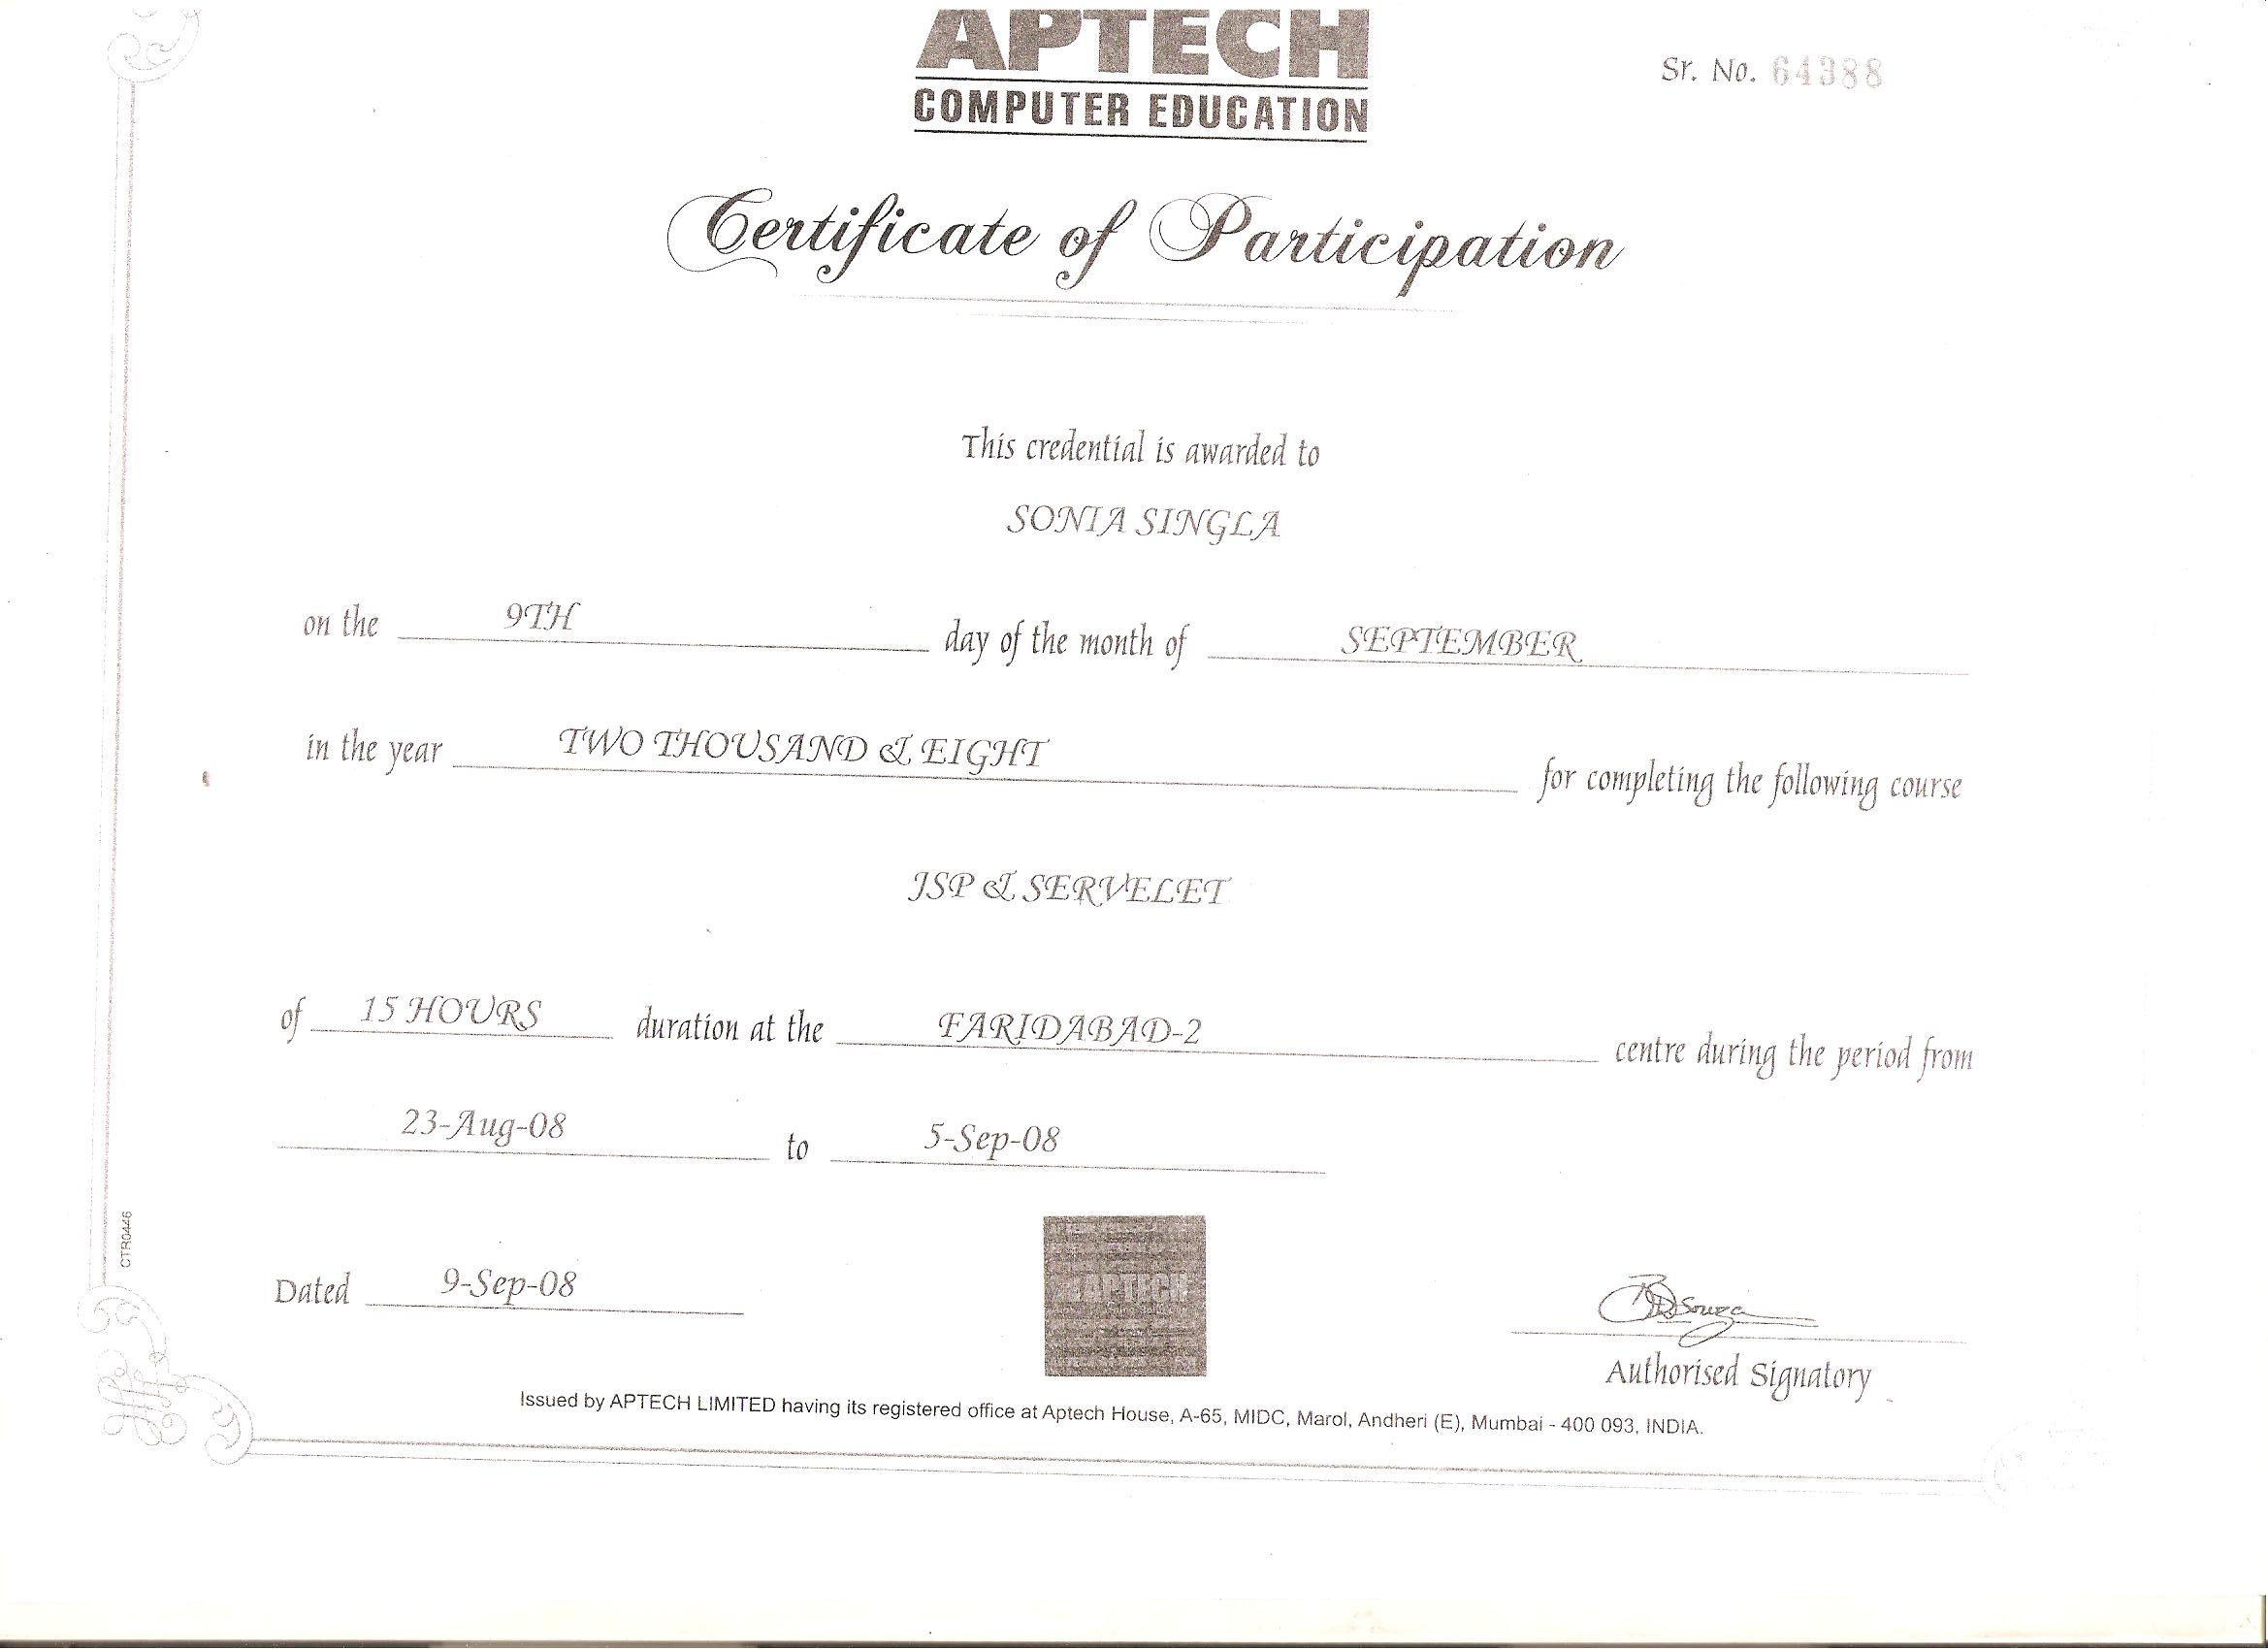 APTECH
COMPUTER EDUCATION
Sr. No. 64388
Certificate of Participation
This credential is awarded to
SONIA SINGLA
on the 9TH day of the month of SEPTEMBER
in the year TWO THOUSAND & EIGHT for completing the following course
JSP & SERVELET
of 15 HOURS duration at the FARIDABAD-2 centre during the period from
23-Aug-08 to 5-Sep-08
CTR0446
Dated 9-Sep-08
APTECH
Authorised Signatory
Issued by APTECH LIMITED having its registered office at Aptech House, A-65, MIDC, Marol, Andheri (E), Mumbai - 400 093, INDIA.